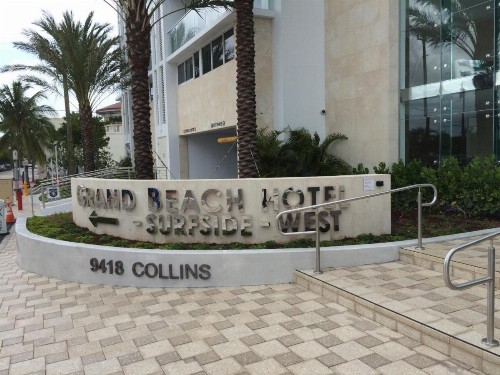 GRAND BEACH HOTEL
- SURFSIDE - WEST
9418 COLLINS